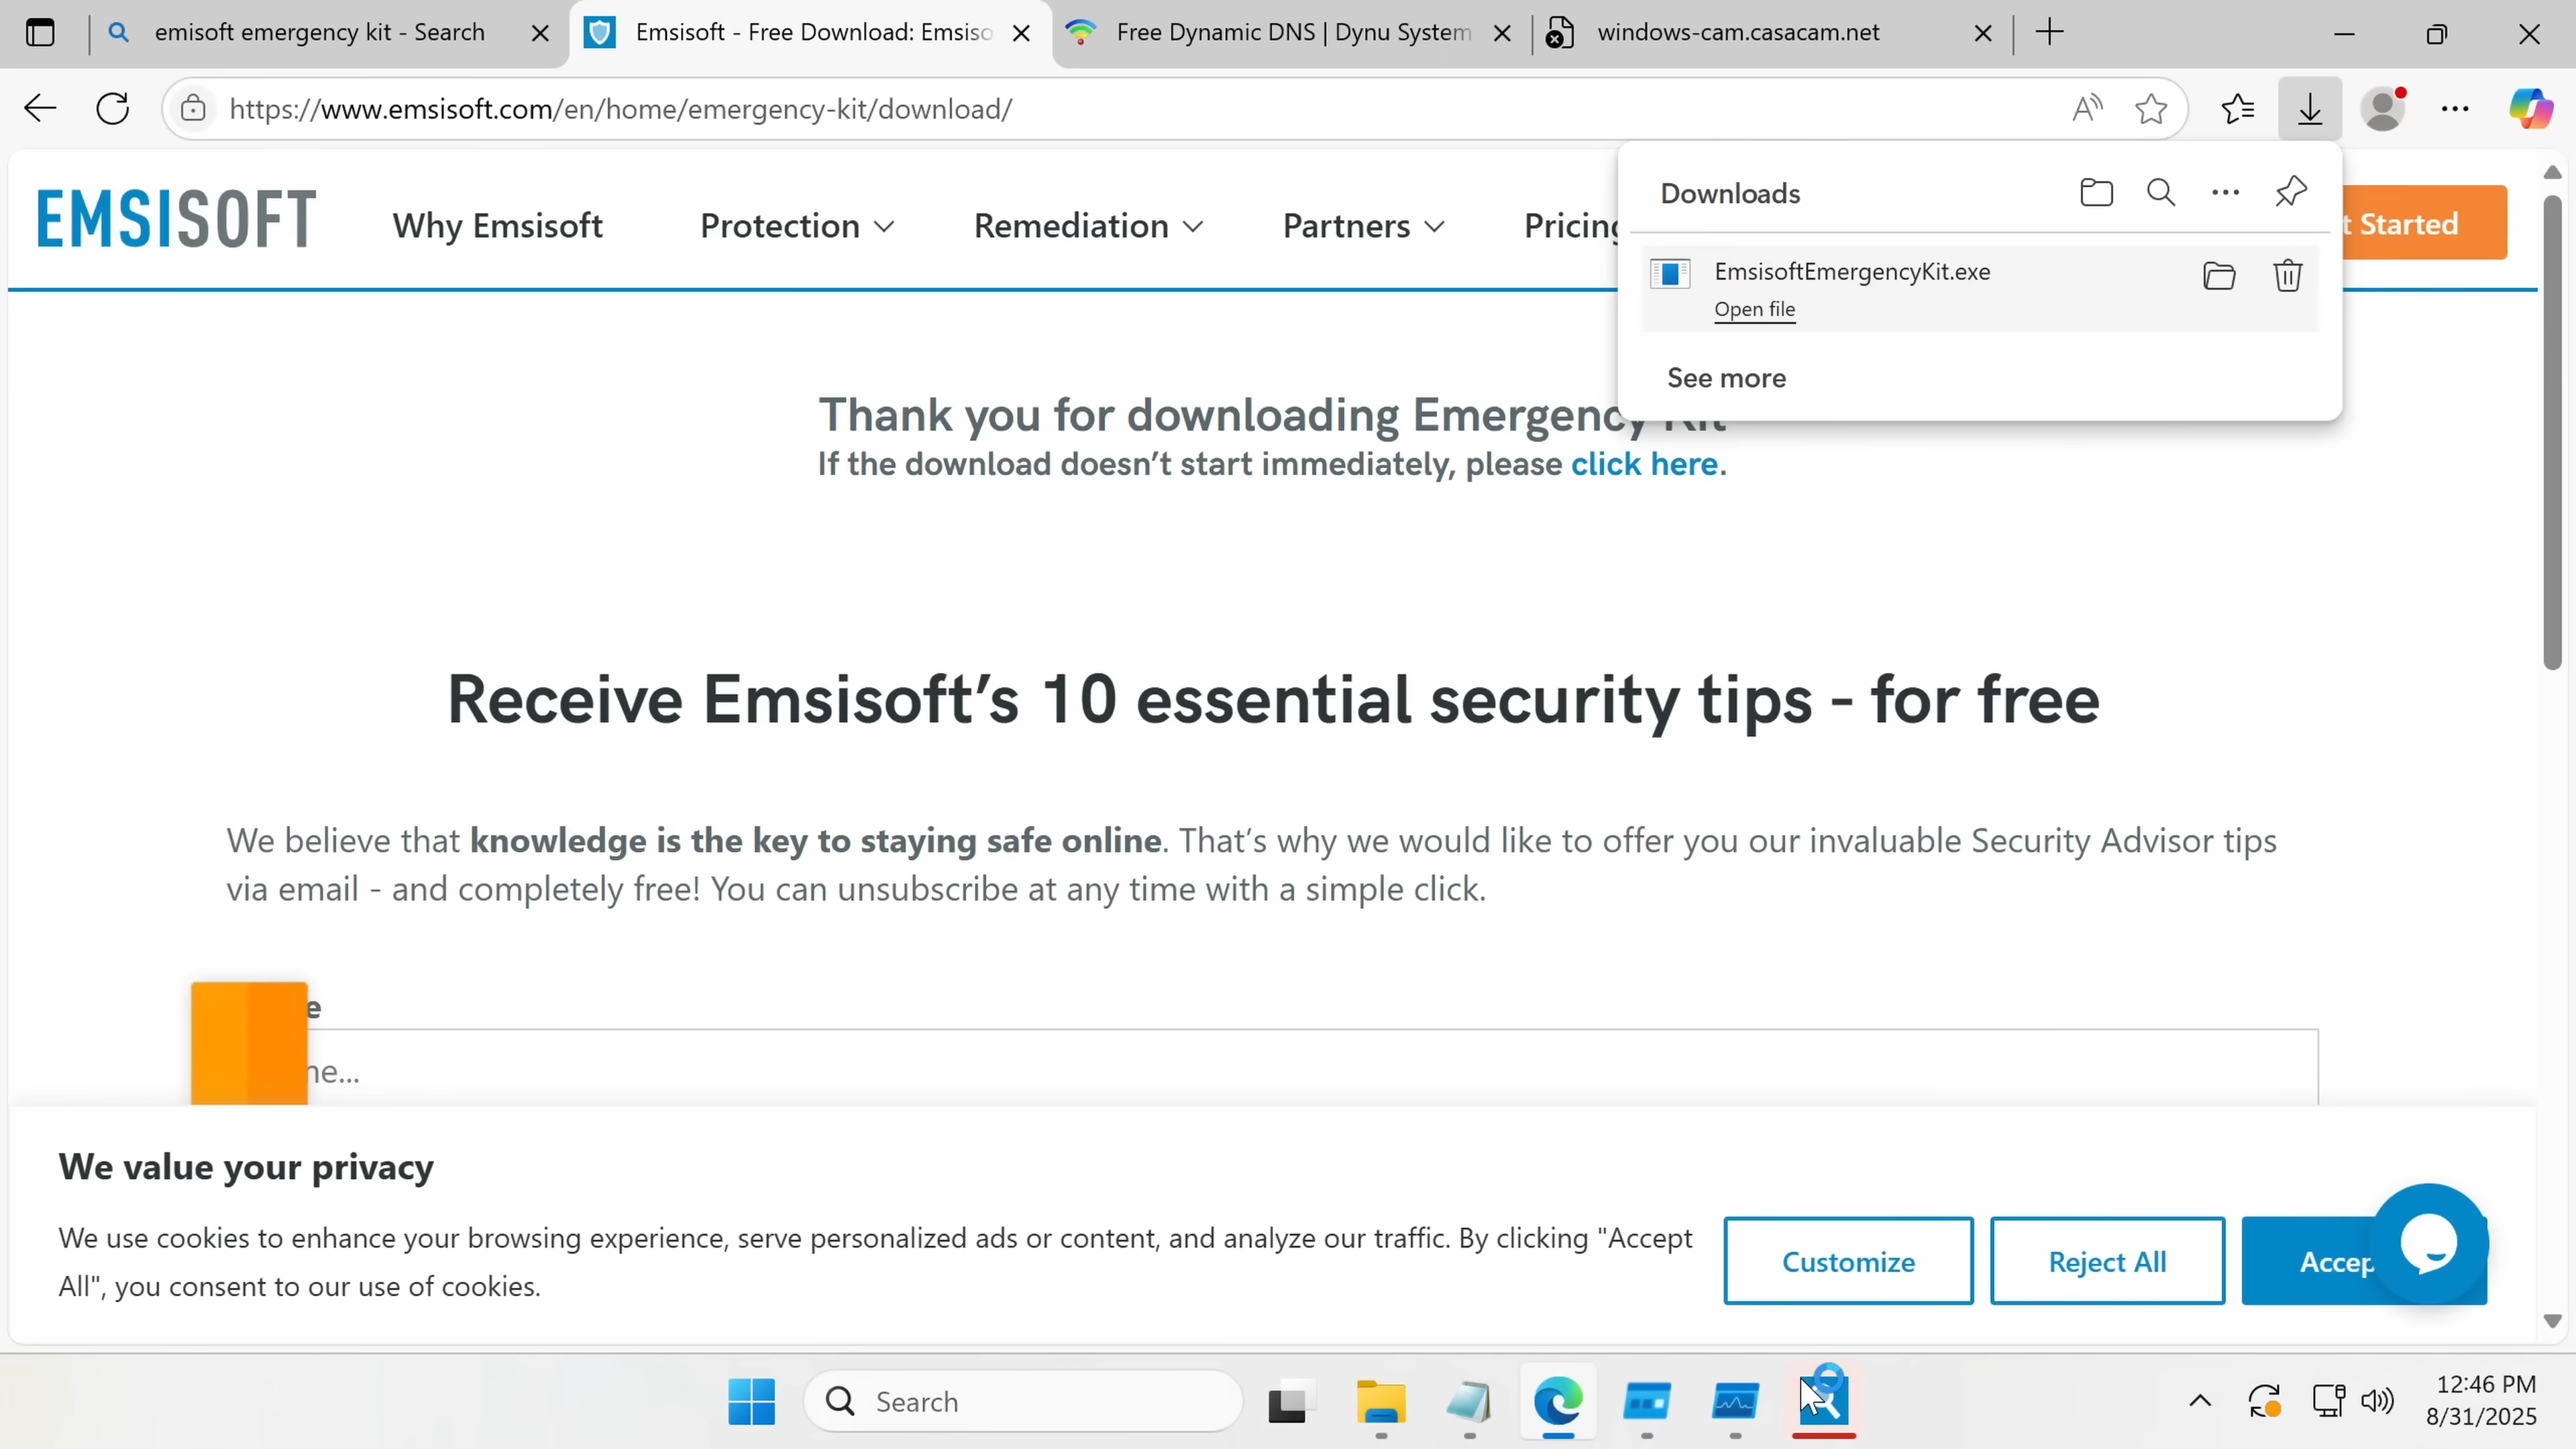 emisoft emergency kit - Search
Emsisoft - Free Download: Emsiso
Free Dynamic DNS | Dynu System
windows-cam.casacam.net
https://www.emsisoft.com/en/home/emergency-kit/download/
EMSISOFT
Why Emsisoft
Protection
Remediation
Partners
Pricing
t Started
Downloads
EmsisoftEmergencyKit.exe
Open file
See more
Thank you for downloading Emergency Kit
If the download doesn’t start immediately, please click here.
Receive Emsisoft’s 10 essential security tips - for free
We believe that knowledge is the key to staying safe online. That’s why we would like to offer you our invaluable Security Advisor tips
via email - and completely free! You can unsubscribe at any time with a simple click.
e
ne...
We value your privacy
We use cookies to enhance your browsing experience, serve personalized ads or content, and analyze our traffic. By clicking "Accept
All", you consent to our use of cookies.
Customize
Reject All
Accep
Search
12:46 PM
8/31/2025